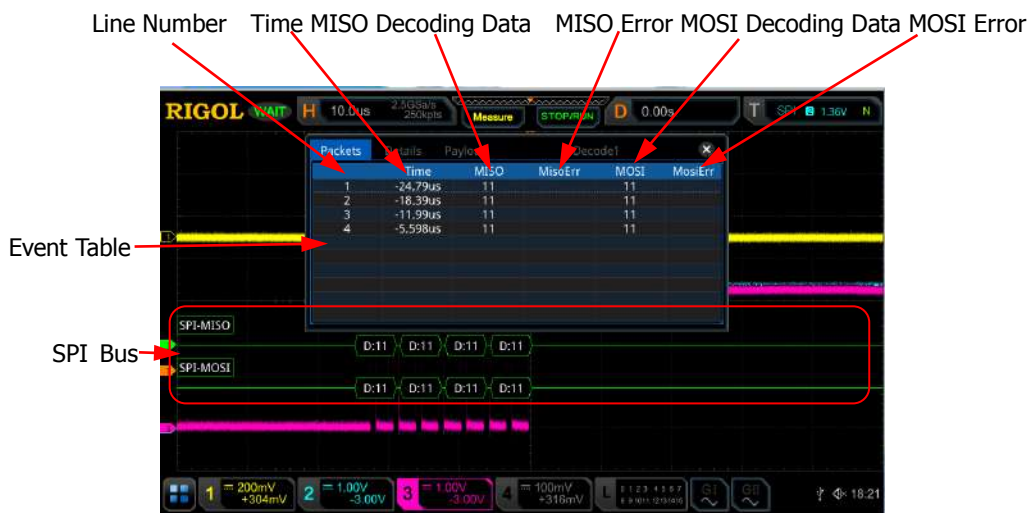 Line Number Time MISO Decoding Data MISO Error MOSI Decoding Data MOSI Error
RIGOL WAIT H 10.0us 2.5GSa/s 250kpts Measure STOP/RUN D 0.00s T SPI 2 1.36V N
Packets Details Decode1
Time MISO MisoErr MOSI MosiErr
1 -24.79us 11 11
2 -18.39us 11 11
3 -11.99us 11 11
4 -5.598us 11 11
Event Table
SPI-MISO
D:11 D:11 D:11 D:11
SPI Bus
SPI-MOSI
D:11 D:11 D:11 D:11
1 200mV +304mV 2 1.00V -3.00V 3 1.00V -3.00V 4 100mV +316mV L GI GII 18:21